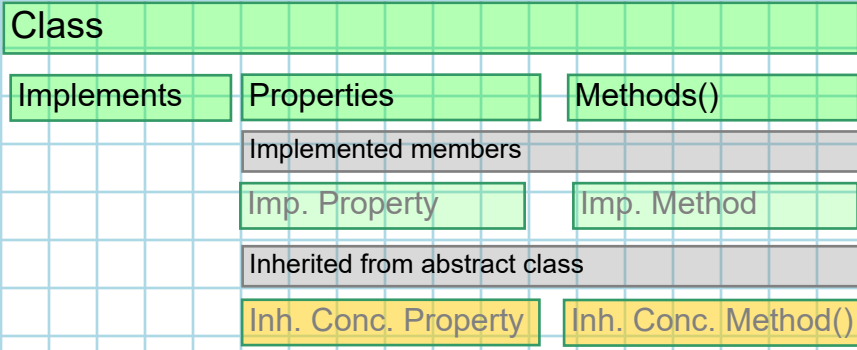 Class
Implements Properties Methods()
Implemented members
Imp. Property Imp. Method
Inherited from abstract class
Inh. Conc. Property Inh. Conc. Method()